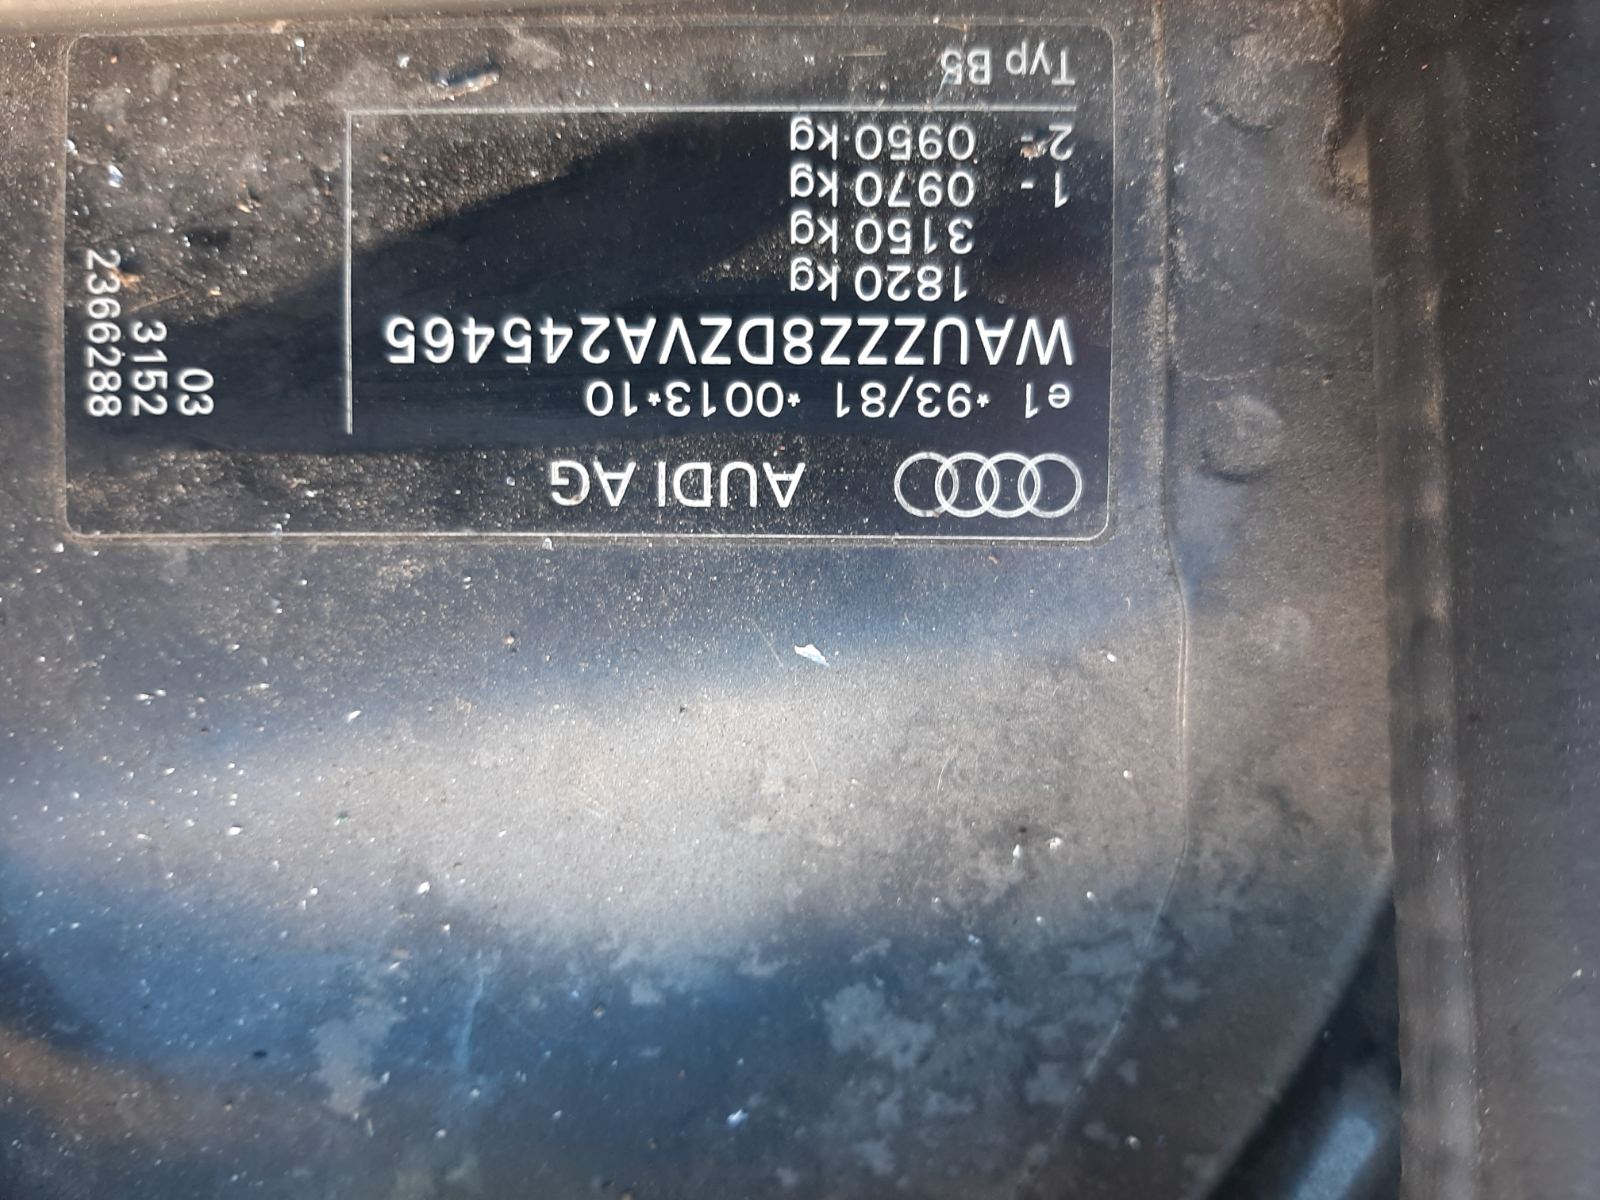 AUDI AG
e1 *93/81 *0013*10
WAUZZZ8DZVA245465
1820 kg
3150 kg
1 - 0970 kg
2 - 0950 kg
Typ B5
03
3152
2366288